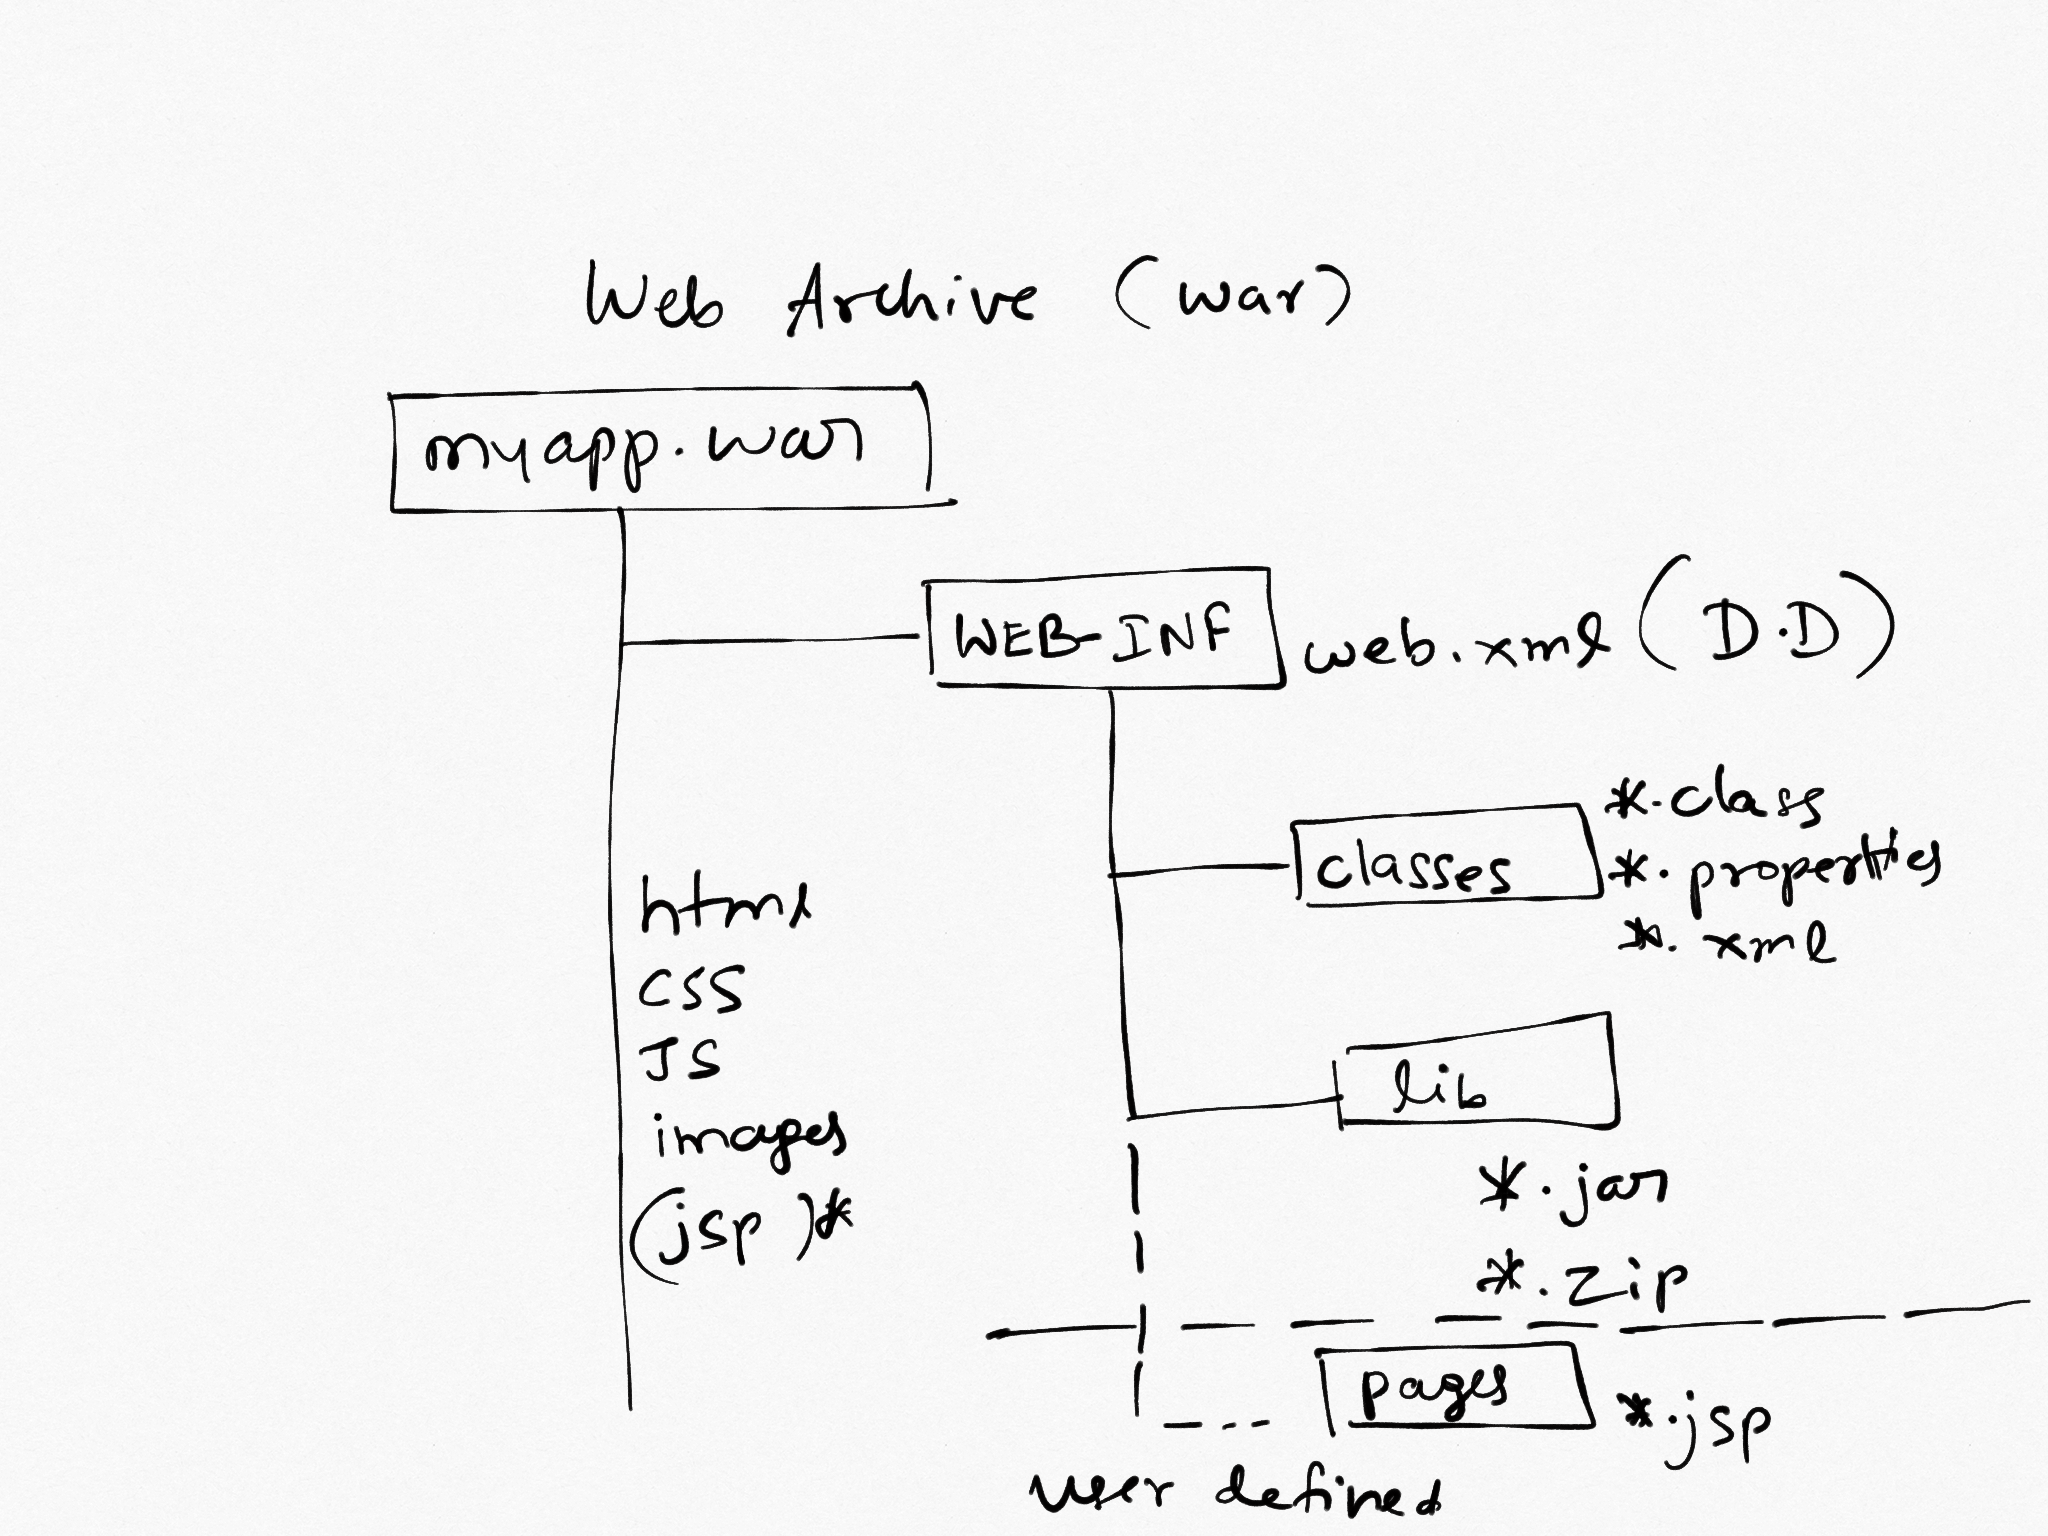 Web Archive (war)
myapp.war
WEB-INF web.xml (D.D)
classes
*.class
*.properties
*.xml
html
css
JS
images
(jsp)*
lib
*.jar
*.zip
pages *.jsp
user defined